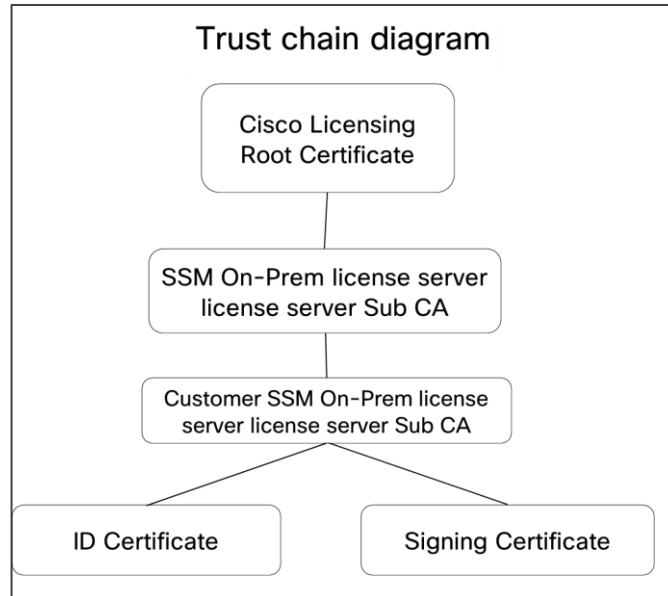 Trust chain diagram
Cisco Licensing
Root Certificate
SSM On-Prem license server
license server Sub CA
Customer SSM On-Prem license
server license server Sub CA
ID Certificate
Signing Certificate